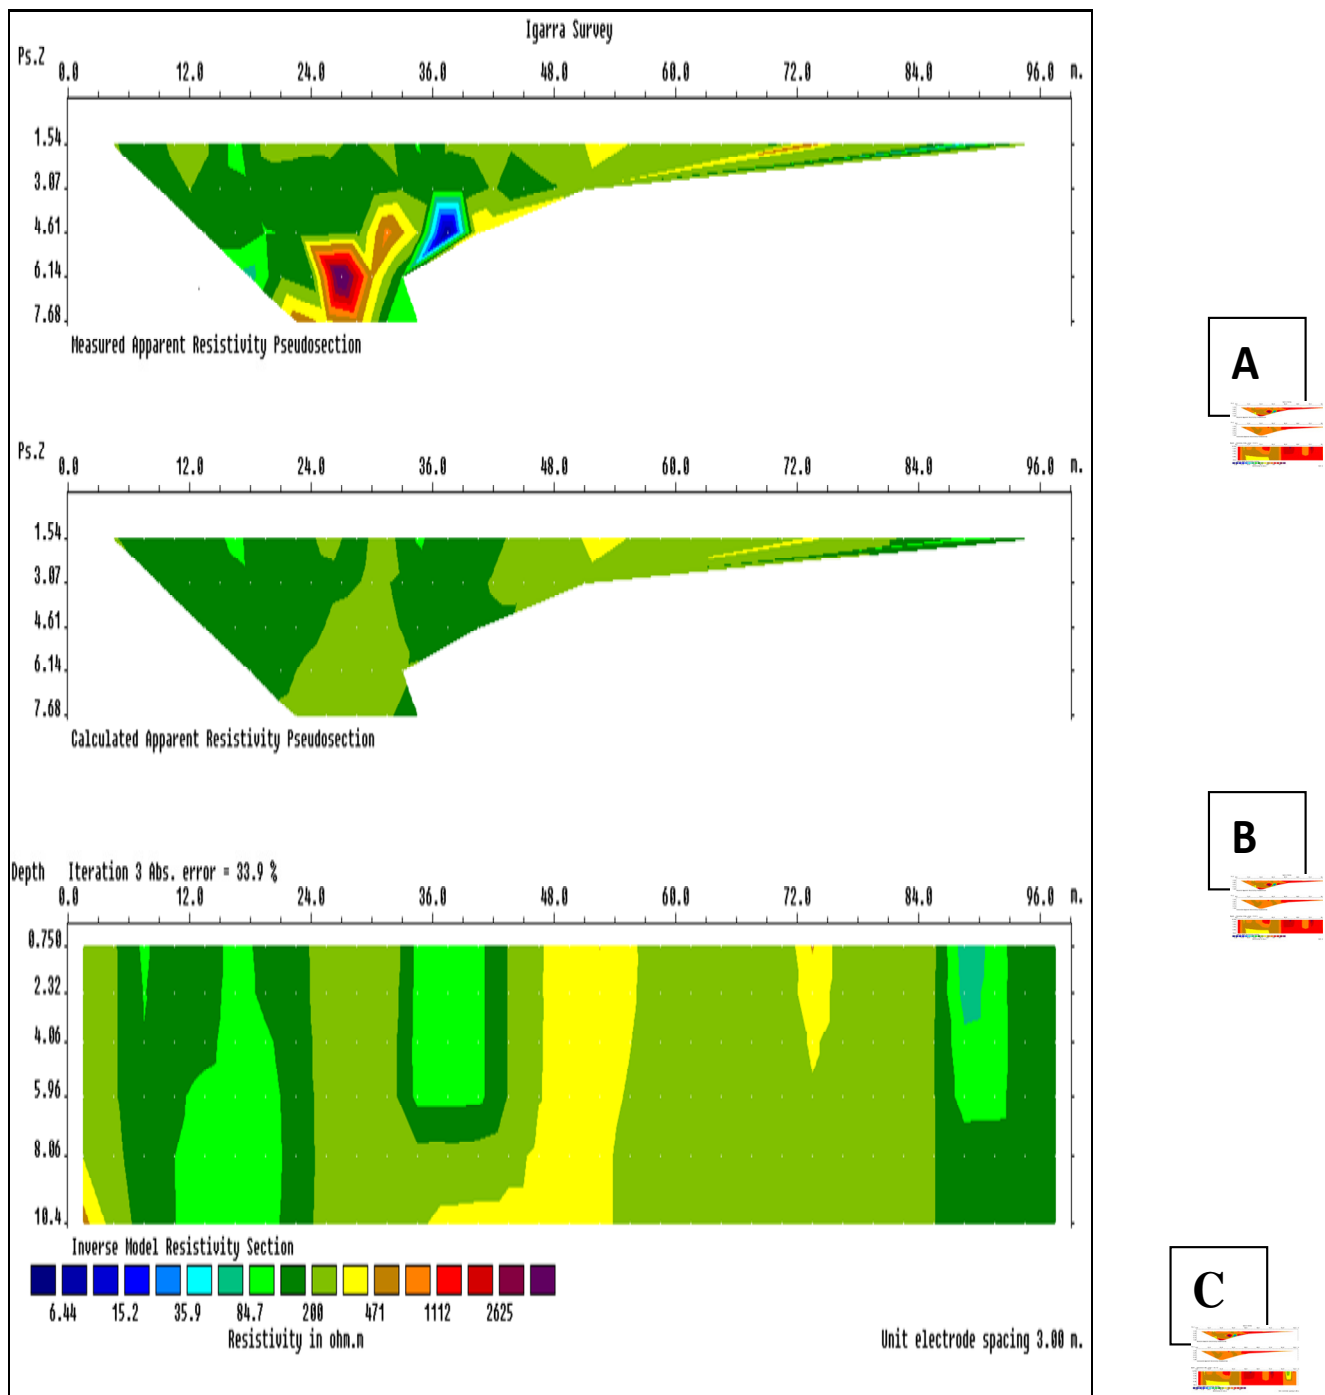 Igarra Survey
Ps.Z 0.0 12.0 24.0 36.0 48.0 60.0 72.0 84.0 96.0 m.
1.54
3.07
4.61
6.14
7.68
Measured Apparent Resistivity Pseudosection
A
Ps.Z 0.0 12.0 24.0 36.0 48.0 60.0 72.0 84.0 96.0 m.
1.54
3.07
4.61
6.14
7.68
Calculated Apparent Resistivity Pseudosection
B
Depth Iteration 3 Abs. error = 33.9 %
0.0 12.0 24.0 36.0 48.0 60.0 72.0 84.0 96.0 m.
0.750
2.32
4.06
5.96
8.06
10.4
Inverse Model Resistivity Section
6.44 15.2 35.9 84.7 200 471 1112 2625
Resistivity in ohm.m
Unit electrode spacing 3.00 m.
C